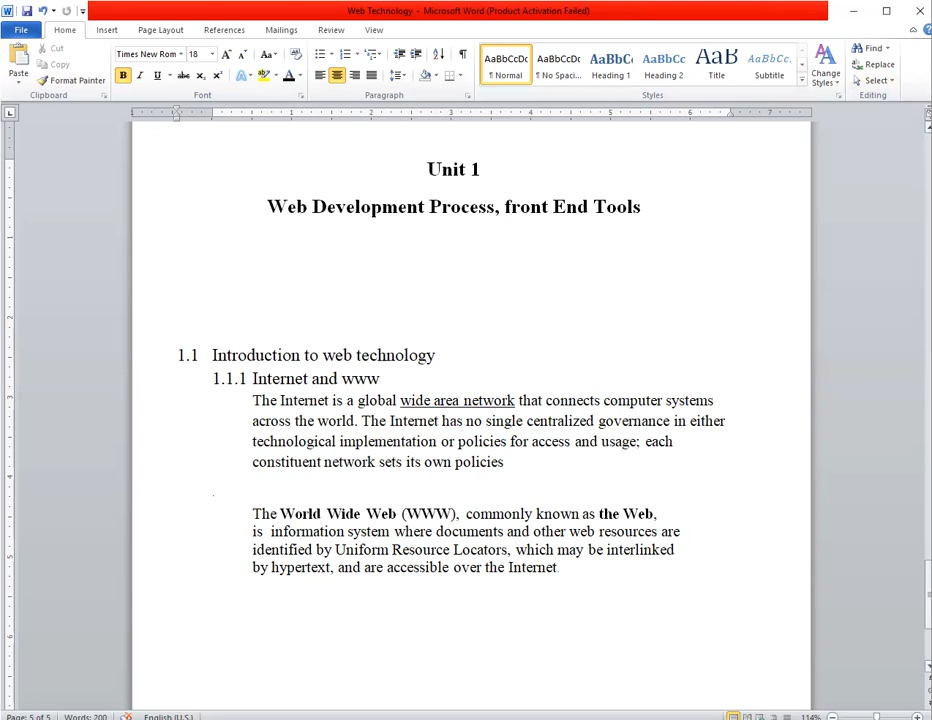 Web Technology - Microsoft Word (Product Activation Failed)
File Home Insert Page Layout References Mailings Review View
Paste Cut Copy Format Painter
Times New Rom 18
AaBbCcDc AaBbCcDc AaBbC AaBbCc AaB AaBbCc.
¶ Normal ¶ No Spaci... Heading 1 Heading 2 Title Subtitle
Change Styles
Find Replace Select
Clipboard Font Paragraph Styles Editing
Unit 1
Web Development Process, front End Tools
1.1 Introduction to web technology
1.1.1 Internet and www
The Internet is a global wide area network that connects computer systems
across the world. The Internet has no single centralized governance in either
technological implementation or policies for access and usage; each
constituent network sets its own policies
.
The World Wide Web (WWW), commonly known as the Web,
is information system where documents and other web resources are
identified by Uniform Resource Locators, which may be interlinked
by hypertext, and are accessible over the Internet.
Page: 5 of 5 Words: 200 English (U.S.) 114%